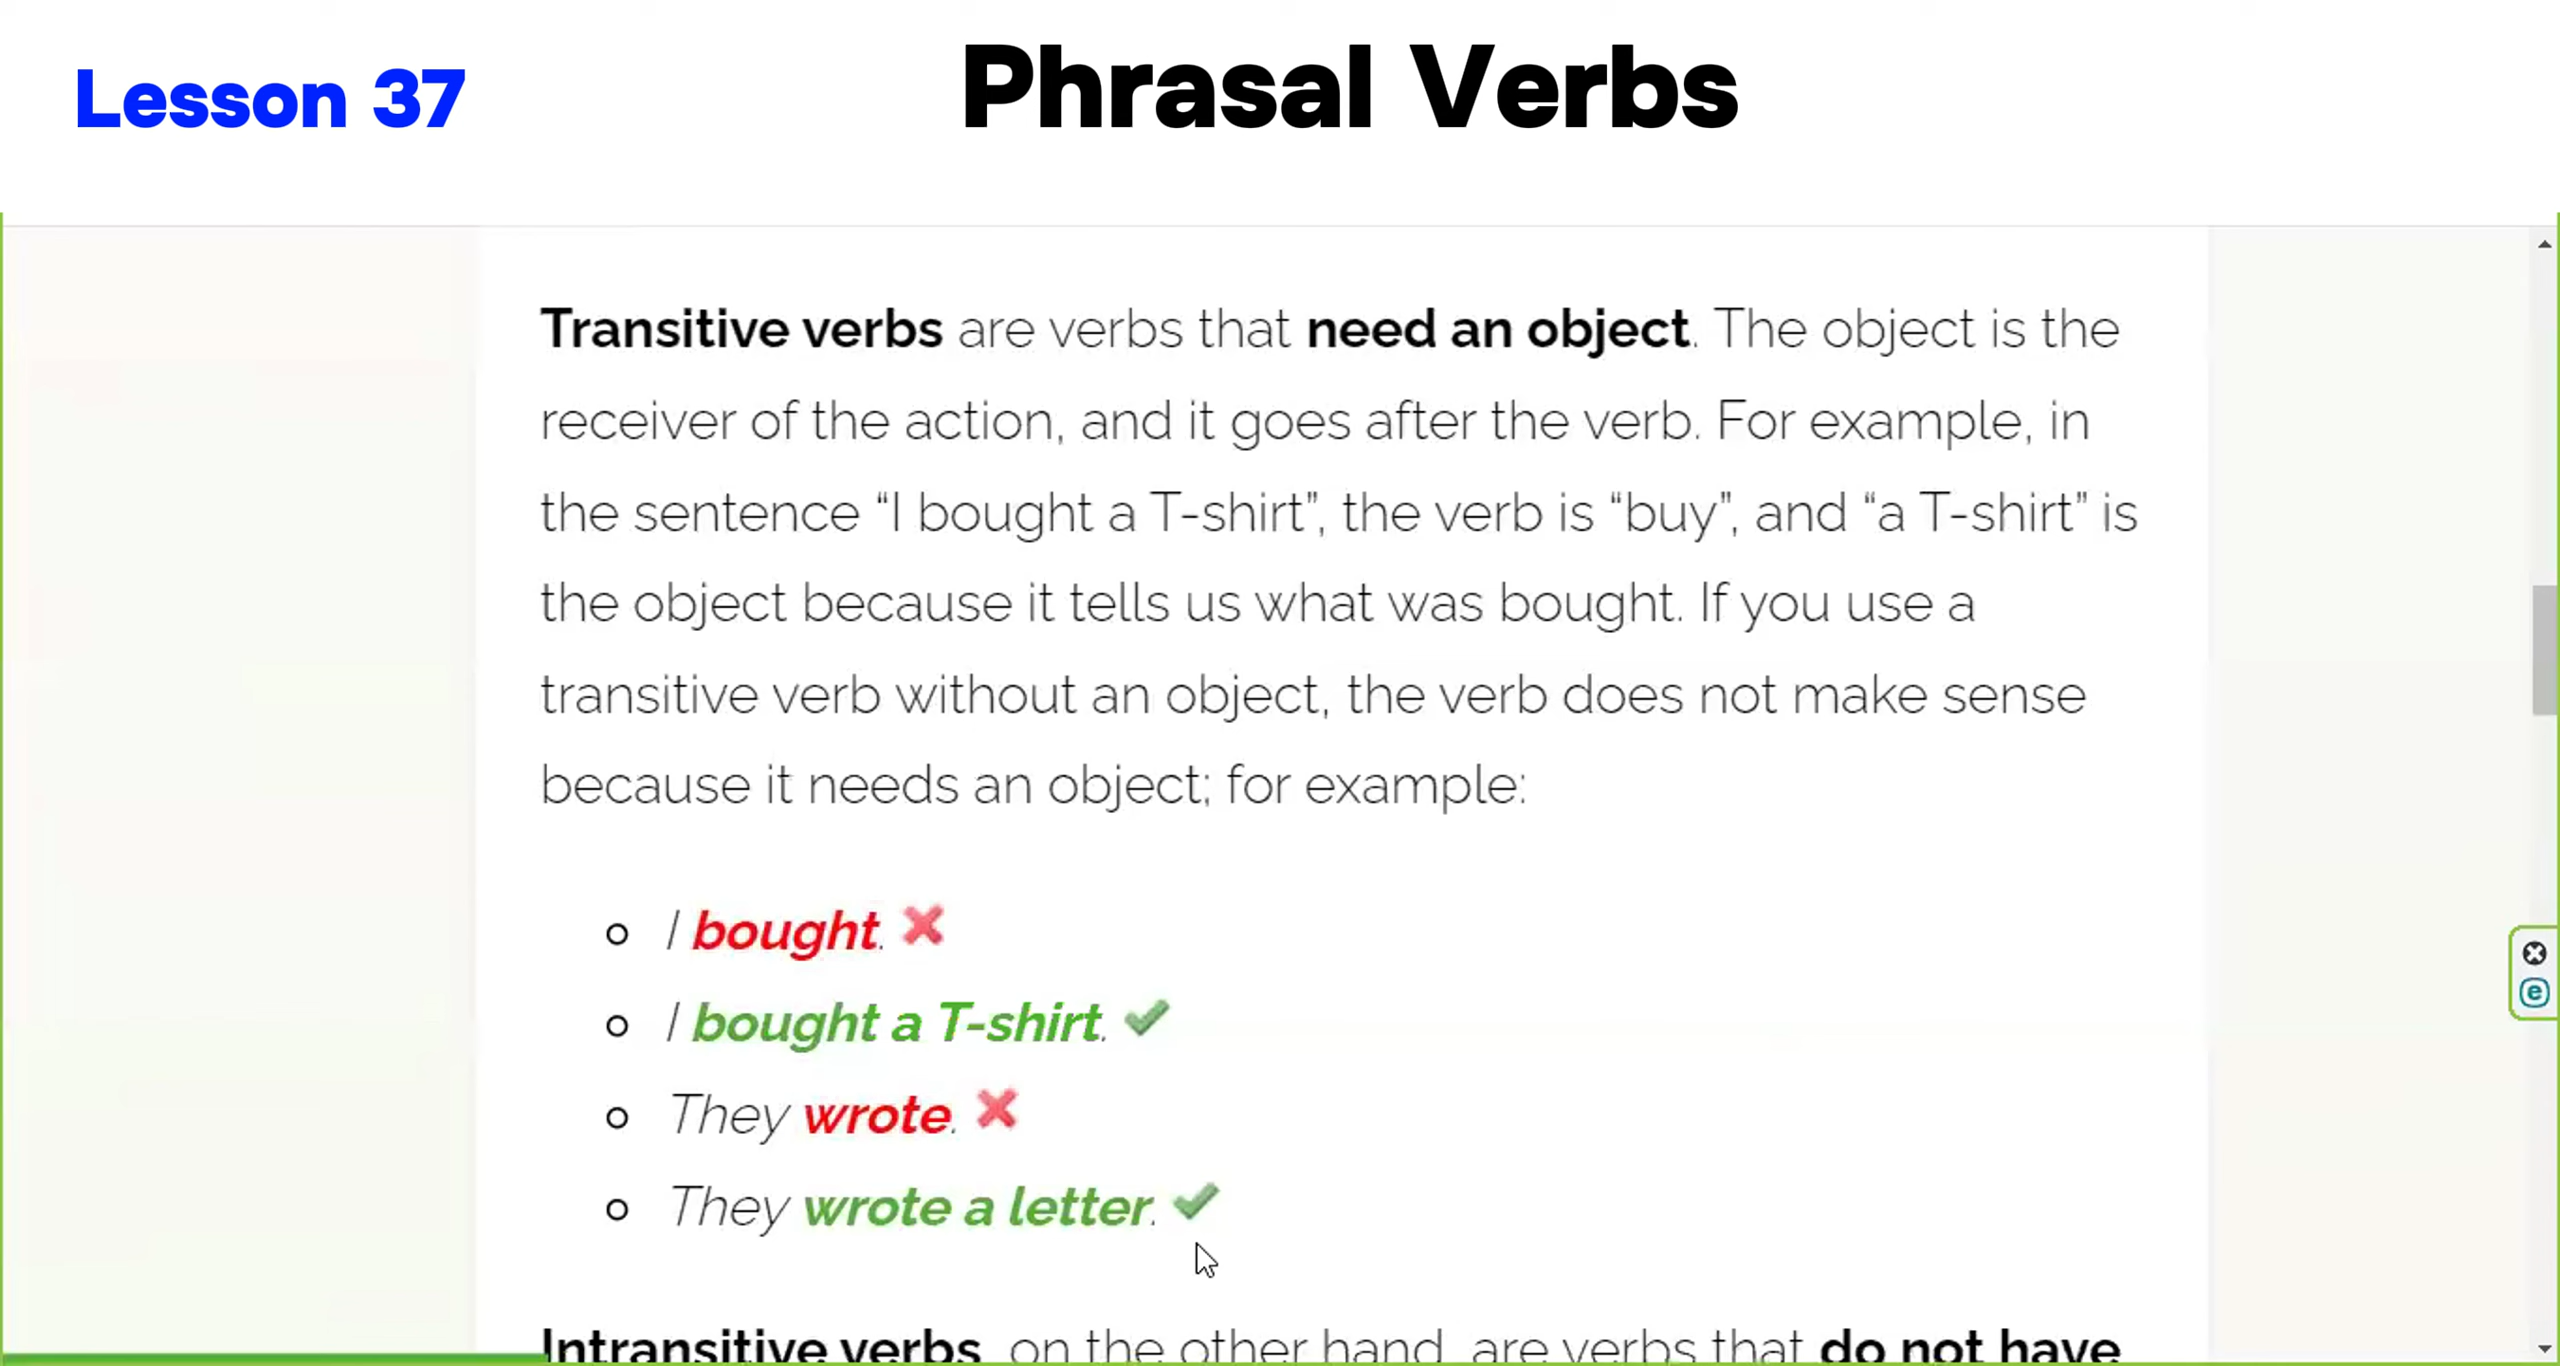 Lesson 37
Phrasal Verbs
Transitive verbs are verbs that need an object. The object is the
receiver of the action, and it goes after the verb. For example, in
the sentence “I bought a T-shirt”, the verb is “buy”, and “a T-shirt” is
the object because it tells us what was bought. If you use a
transitive verb without an object, the verb does not make sense
because it needs an object; for example:
I bought.
I bought a T-shirt.
They wrote.
They wrote a letter.
Intransitive verbs, on the other hand, are verbs that do not have